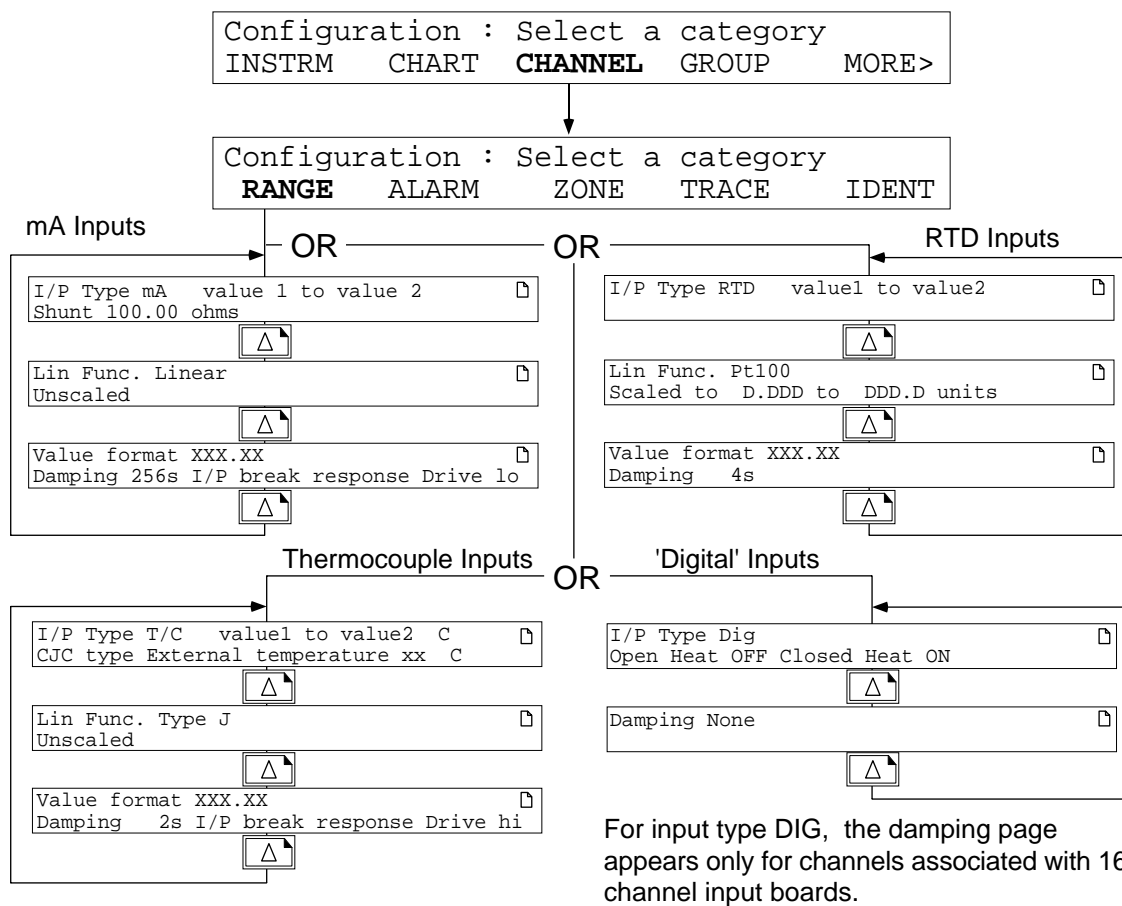 Configuration : Select a category
INSTRM CHART CHANNEL GROUP MORE>
Configuration : Select a category
RANGE ALARM ZONE TRACE IDENT
mA Inputs
OR
OR
RTD Inputs
I/P Type mA value 1 to value 2
Shunt 100.00 ohms
Lin Func. Linear
Unscaled
Value format XXX.XX
Damping 256s I/P break response Drive lo
I/P Type RTD value1 to value2
Lin Func. Pt100
Scaled to D.DDD to DDD.D units
Value format XXX.XX
Damping 4s
Thermocouple Inputs
OR
'Digital' Inputs
I/P Type T/C value1 to value2 C
CJC type External temperature xx C
Lin Func. Type J
Unscaled
Value format XXX.XX
Damping 2s I/P break response Drive hi
I/P Type Dig
Open Heat OFF Closed Heat ON
Damping None
For input type DIG, the damping page
appears only for channels associated with 16
channel input boards.